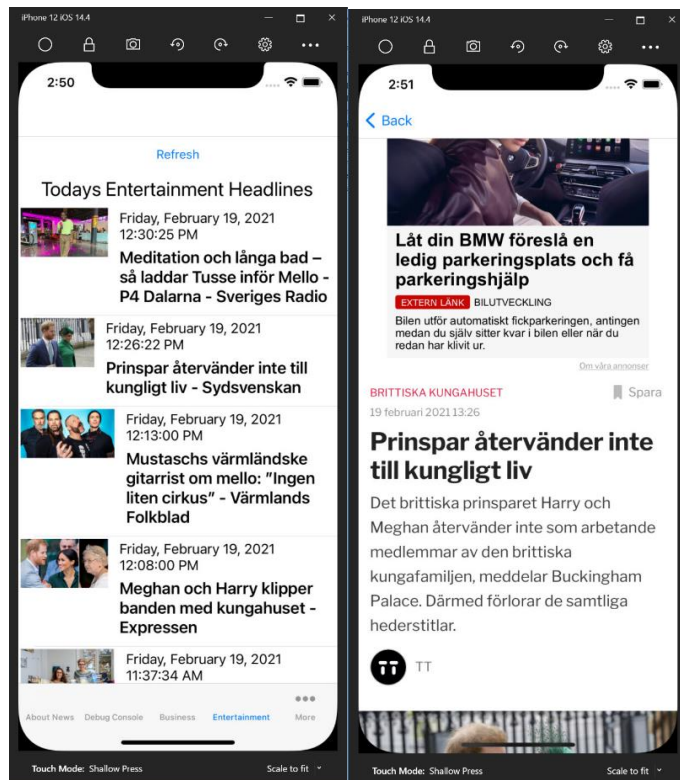 iPhone 12 iOS 14.4
2:50
Refresh
Todays Entertainment Headlines
Friday, February 19, 2021
12:30:25 PM
Meditation och långa bad –
så laddar Tusse inför Mello -
P4 Dalarna - Sveriges Radio
Friday, February 19, 2021
12:26:22 PM
Prinspar återvänder inte till
kungligt liv - Sydsvenskan
Friday, February 19, 2021
12:13:00 PM
Mustaschs värmländske
gitarrist om mello: ”Ingen
liten cirkus” - Värmlands
Folkblad
Friday, February 19, 2021
12:08:00 PM
Meghan och Harry klipper
banden med kungahuset -
Expressen
Friday, February 19, 2021
11:37:34 AM
About News Debug Console Business Entertainment More
Touch Mode: Shallow Press Scale to fit
iPhone 12 iOS 14.4
2:51
Back
Låt din BMW föreslå en
ledig parkeringsplats och få
parkeringshjälp
EXTERN LÄNK BILUTVECKLING
Bilen utför automatiskt fickparkeringen, antingen
medan du själv sitter kvar i bilen eller när du
redan har klivit ur.
Om våra annonser
BRITTISKA KUNGAHUSET Spara
19 februari 2021 13:26
Prinspar återvänder inte
till kungligt liv
Det brittiska prinsparet Harry och
Meghan återvänder inte som arbetande
medlemmar av den brittiska
kungafamiljen, meddelar Buckingham
Palace. Därmed förlorar de samtliga
hederstitlar.
TT TT
Touch Mode: Shallow Press Scale to fit